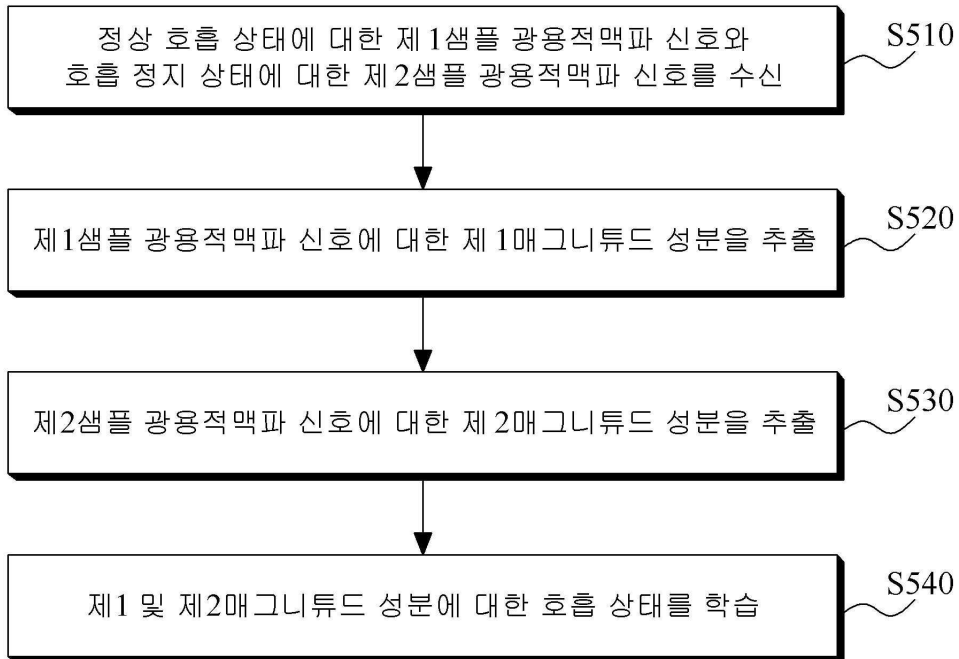 정상 호흡 상태에 대한 제1샘플 광용적맥파 신호와
호흡 정지 상태에 대한 제2샘플 광용적맥파 신호를 수신
S510
제1샘플 광용적맥파 신호에 대한 제1매그니튜드 성분을 추출
S520
제2샘플 광용적맥파 신호에 대한 제2매그니튜드 성분을 추출
S530
제1 및 제2매그니튜드 성분에 대한 호흡 상태를 학습
S540